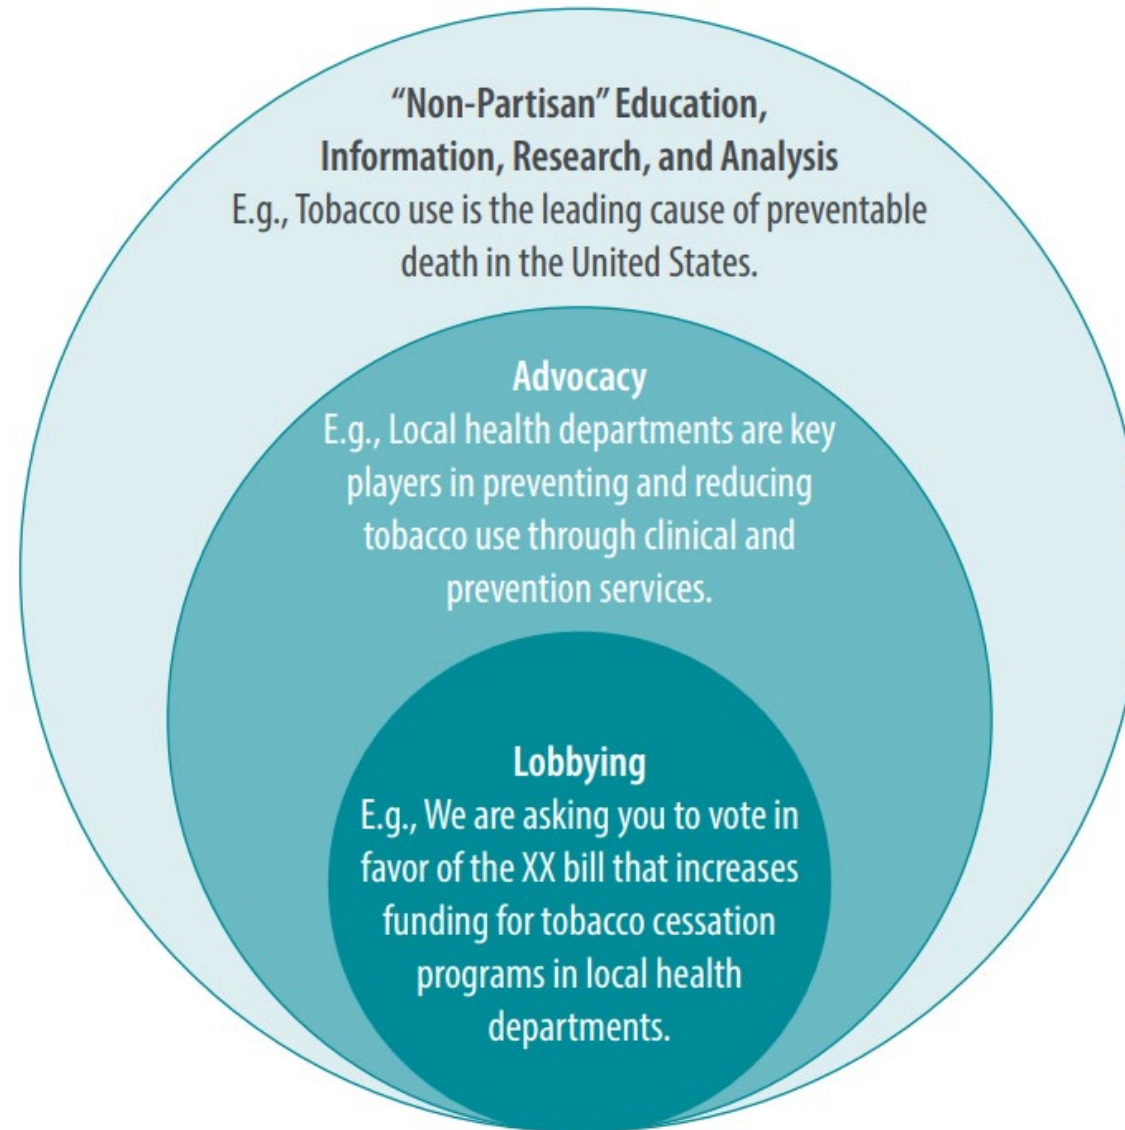 “Non-Partisan” Education,
Information, Research, and Analysis
E.g., Tobacco use is the leading cause of preventable
death in the United States.
Advocacy
E.g., Local health departments are key
players in preventing and reducing
tobacco use through clinical and
prevention services.
Lobbying
E.g., We are asking you to vote in
favor of the XX bill that increases
funding for tobacco cessation
programs in local health
departments.